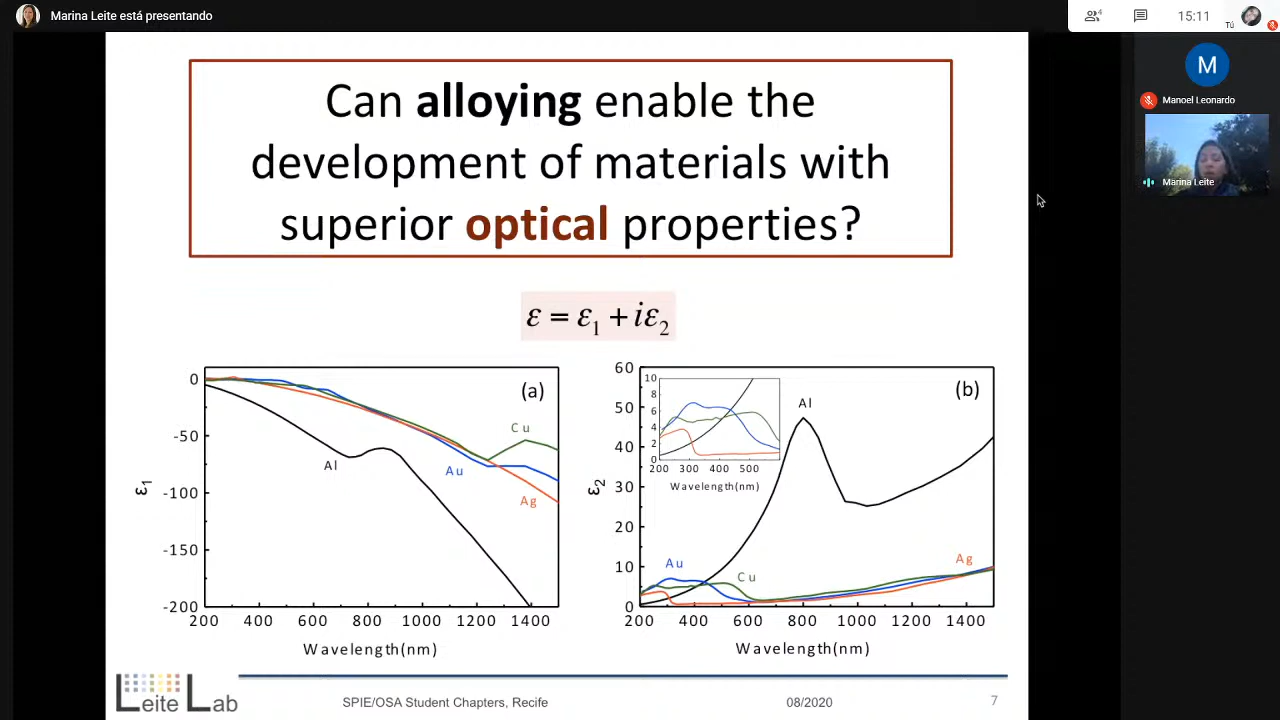 Marina Leite está presentando
4
15:11
Tú
M
Manoel Leonardo
Marina Leite
Can alloying enable the
development of materials with
superior optical properties?
ε = ε1 + iε2
(a)
0
-50
-100
-150
-200
ε1
Al
Cu
Au
Ag
200 400 600 800 1000 1200 1400
Wavelength(nm)
(b)
60
50
40
30
20
10
0
ε2
10
8
6
4
2
0
200 300 400 500
Wavelength(nm)
Al
Au
Cu
Ag
200 400 600 800 1000 1200 1400
Wavelength(nm)
Leite Lab
SPIE/OSA Student Chapters, Recife
08/2020
7